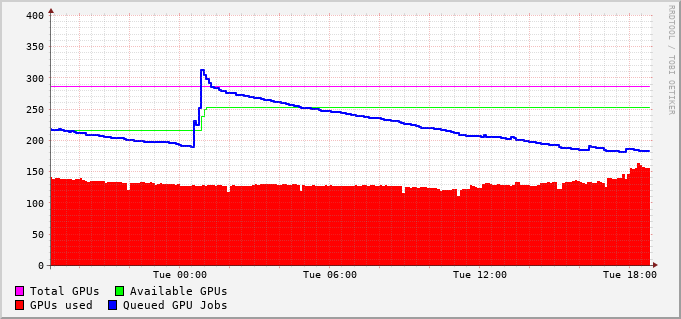 400
350
300
250
200
150
100
50
0
Tue 00:00 Tue 06:00 Tue 12:00 Tue 18:00
Total GPUs Available GPUs
GPUs used Queued GPU Jobs
RRDTOOL / TOBI OETIKER